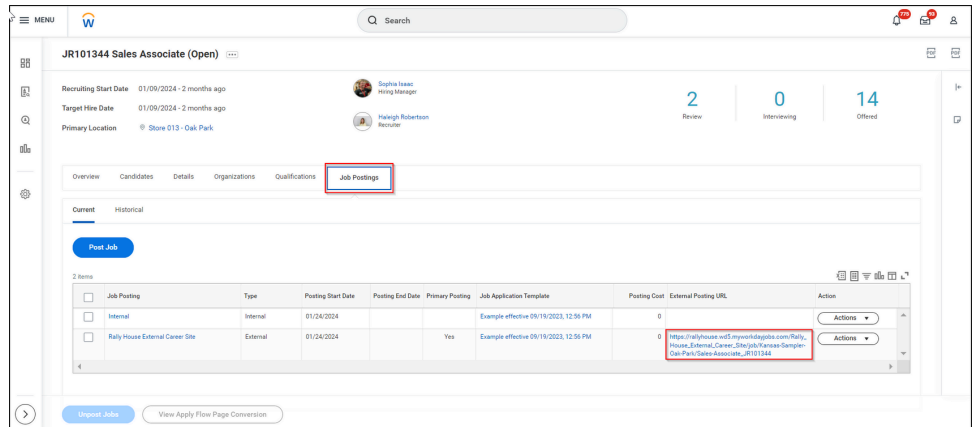 MENU
W
Search
779
93
JR101344 Sales Associate (Open)
PDF
PDF
Recruiting Start Date 01/09/2024 - 2 months ago
Target Hire Date 01/09/2024 - 2 months ago
Primary Location Store 013 - Oak Park
Sophia Isaac
Hiring Manager
Haleigh Robertson
Recruiter
2
Review
0
Interviewing
14
Offered
Overview Candidates Details Organizations Qualifications Job Postings
Current Historical
Post Job
2 items
Job Posting Type Posting Start Date Posting End Date Primary Posting Job Application Template Posting Cost External Posting URL Action
Internal Internal 01/24/2024 Example effective 09/19/2023, 12:56 PM 0 Actions
Rally House External Career Site External 01/24/2024 Yes Example effective 09/19/2023, 12:56 PM 0 https://rallyhouse.wd5.myworkdayjobs.com/Rally_ Actions
House_External_Career_Site/job/Kansas-Sampler-
Oak-Park/Sales-Associate_JR101344
Unpost Jobs View Apply Flow Page Conversion